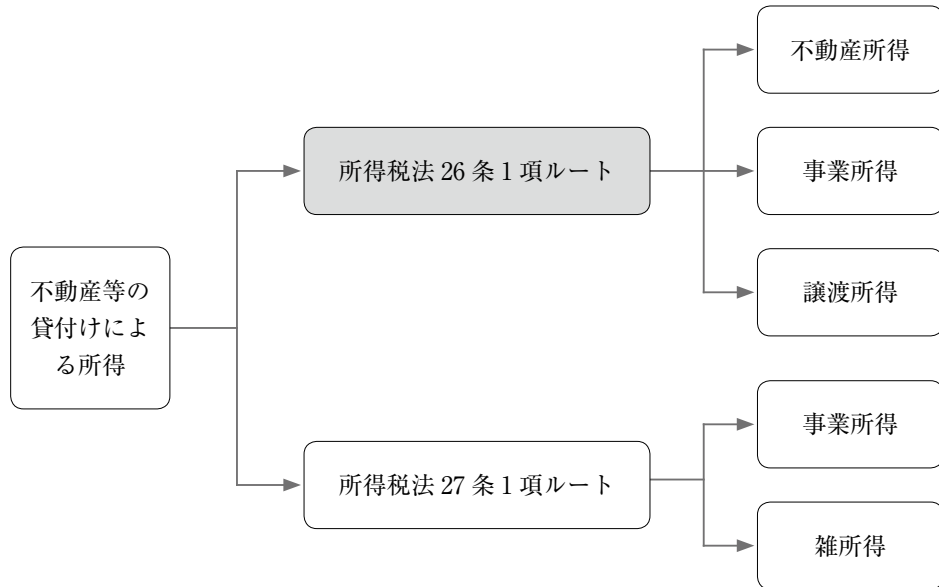 不動産所得
所得税法 26 条 1 項ルート
事業所得
譲渡所得
不動産等の
貸付けによ
る所得
事業所得
所得税法 27 条 1 項ルート
雑所得